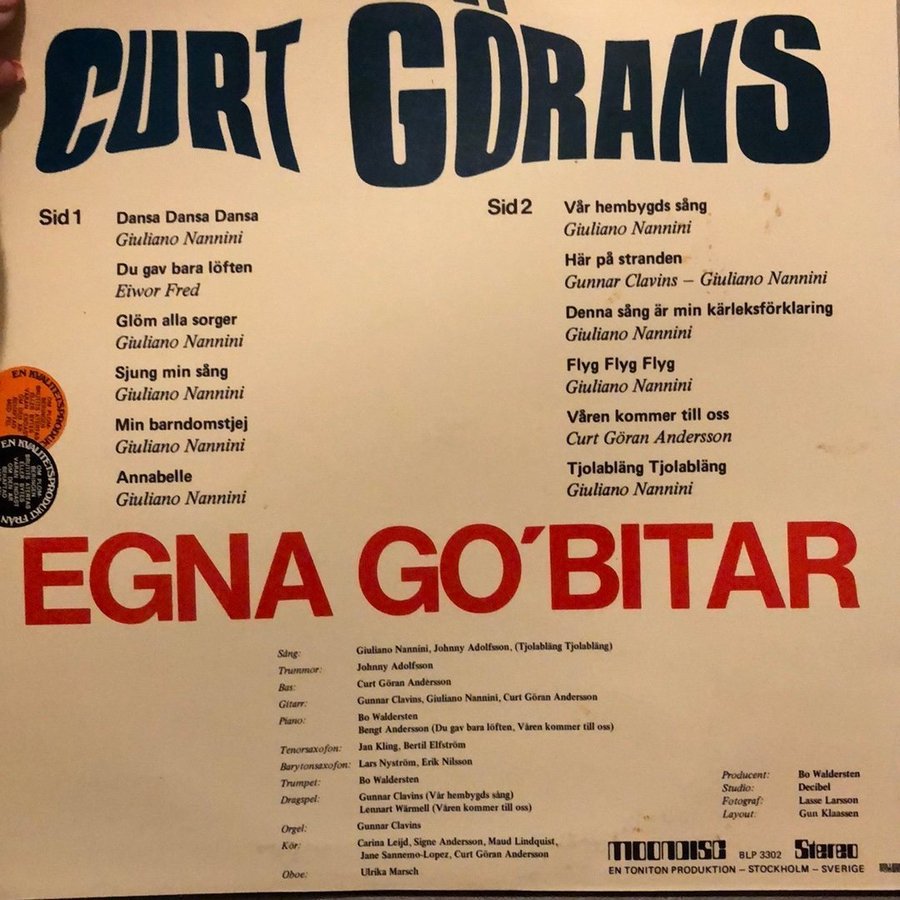 CURT GÖRANS
Sid 1
Dansa Dansa Dansa
Giuliano Nannini
Du gav bara löften
Eiwor Fred
Glöm alla sorger
Giuliano Nannini
Sjung min sång
Giuliano Nannini
Min barndomstjej
Giuliano Nannini
Annabelle
Giuliano Nannini
Sid 2
Vår hembygds sång
Giuliano Nannini
Här på stranden
Gunnar Clavins – Giuliano Nannini
Denna sång är min kärleksförklaring
Giuliano Nannini
Flyg Flyg Flyg
Giuliano Nannini
Våren kommer till oss
Curt Göran Andersson
Tjolabläng Tjolabläng
Giuliano Nannini
EN KVALITETSPRODUK
EN KVALITETSPRODUKT FRÅN
EGNA GO´BITAR
Sång: Giuliano Nannini, Johnny Adolfsson, (Tjolabläng Tjolabläng)
Trummor: Johnny Adolfsson
Bas: Curt Göran Andersson
Gitarr: Gunnar Clavins, Giuliano Nannini, Curt Göran Andersson
Piano: Bo Waldersten
Bengt Andersson (Du gav bara löften, Våren kommer till oss)
Tenorsaxofon: Jan Kling, Bertil Elfström
Barytonsaxofon: Lars Nyström, Erik Nilsson
Trumpet: Bo Waldersten
Dragspel: Gunnar Clavins (Vår hembygds sång)
Lennart Wärmell (Våren kommer till oss)
Orgel: Gunnar Clavins
Kör: Carina Leijd, Signe Andersson, Maud Lindquist,
Jane Sannemo-Lopez, Curt Göran Andersson
Oboe: Ulrika Marsch
Producent: Bo Waldersten
Studio: Decibel
Fotograf: Lasse Larsson
Layout: Gun Klaassen
MOONDISC BLP 3302 Stereo
EN TONITON PRODUKTION – STOCKHOLM – SVERIGE